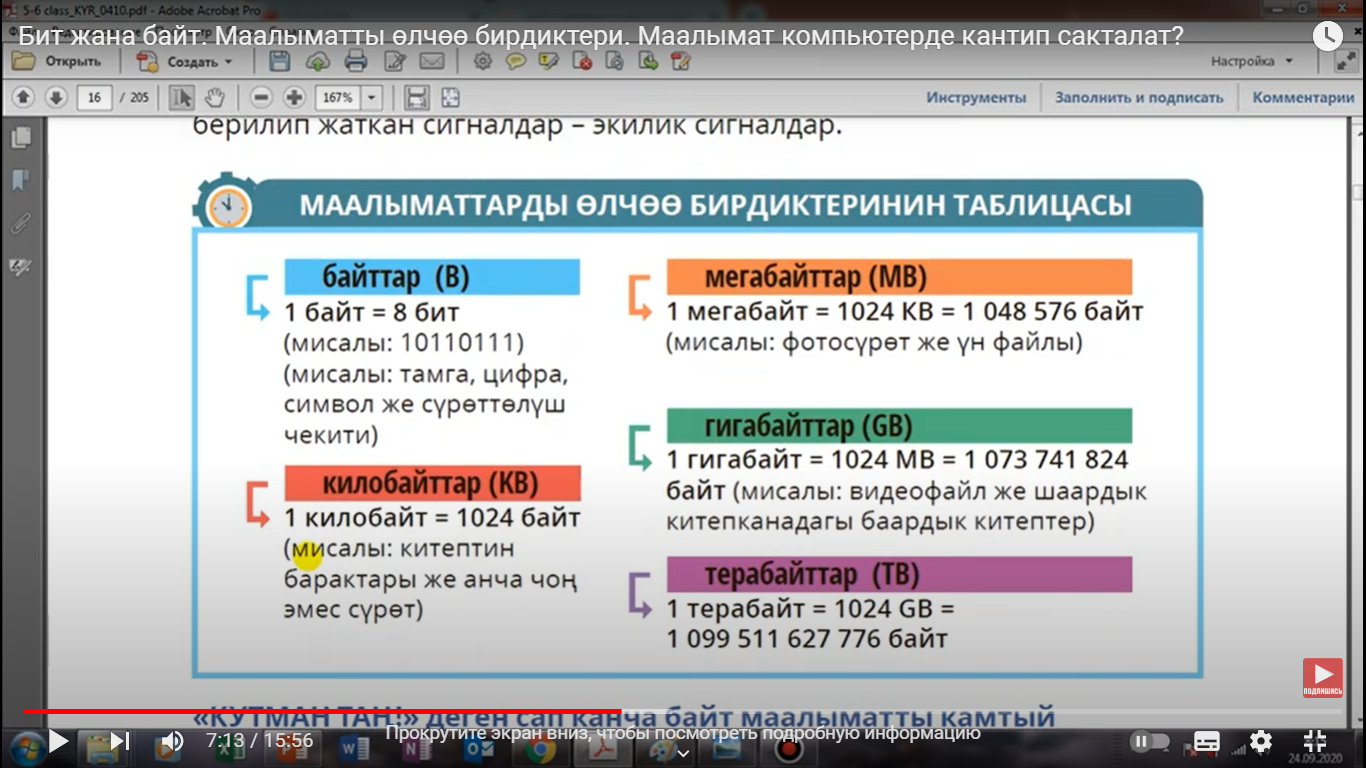 5-6 class_KYR_0410.pdf - Adobe Acrobat Pro
Бит жана байт. Маалыматты өлчөө бирдиктери. Маалымат компьютерде кантип сакталат?
Открыть Создать Настройка
16 / 205 167% Инструменты Заполнить и подписать Комментарии
берилип жаткан сигналдар – экилик сигналдар.
МААЛЫМАТТАРДЫ ӨЛЧӨӨ БИРДИКТЕРИНИН ТАБЛИЦАСЫ
байттар (B)
1 байт = 8 бит
(мисалы: 10110111)
(мисалы: тамга, цифра,
символ же сүрөттөлүш
чекити)
килобайттар (KB)
1 килобайт = 1024 байт
(мисалы: китептин
барактары же анча чоң
эмес сүрөт)
мегабайттар (MB)
1 мегабайт = 1024 KB = 1 048 576 байт
(мисалы: фотосүрөт же үн файлы)
гигабайттар (GB)
1 гигабайт = 1024 MB = 1 073 741 824
байт (мисалы: видеофайл же шаардык
китепканадагы баардык китептер)
терабайттар (TB)
1 терабайт = 1024 GB =
1 099 511 627 776 байт
подпишись
«КУТМАН ТАҢ!» деген сап канча байт маалыматты камтый
7:13 / 15:56
Прокрутите экран вниз, чтобы посмотреть подробную информацию
24.09.2020